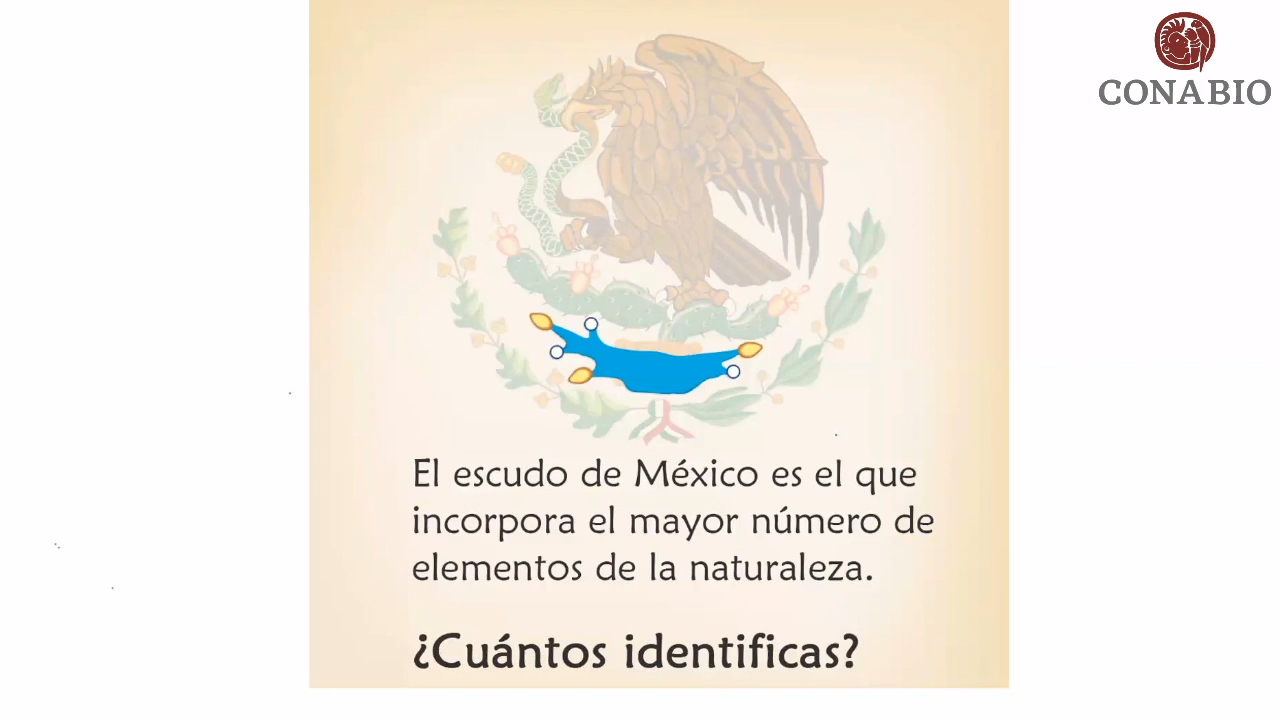 CONABIO
El escudo de México es el que
incorpora el mayor número de
elementos de la naturaleza.
¿Cuántos identificas?